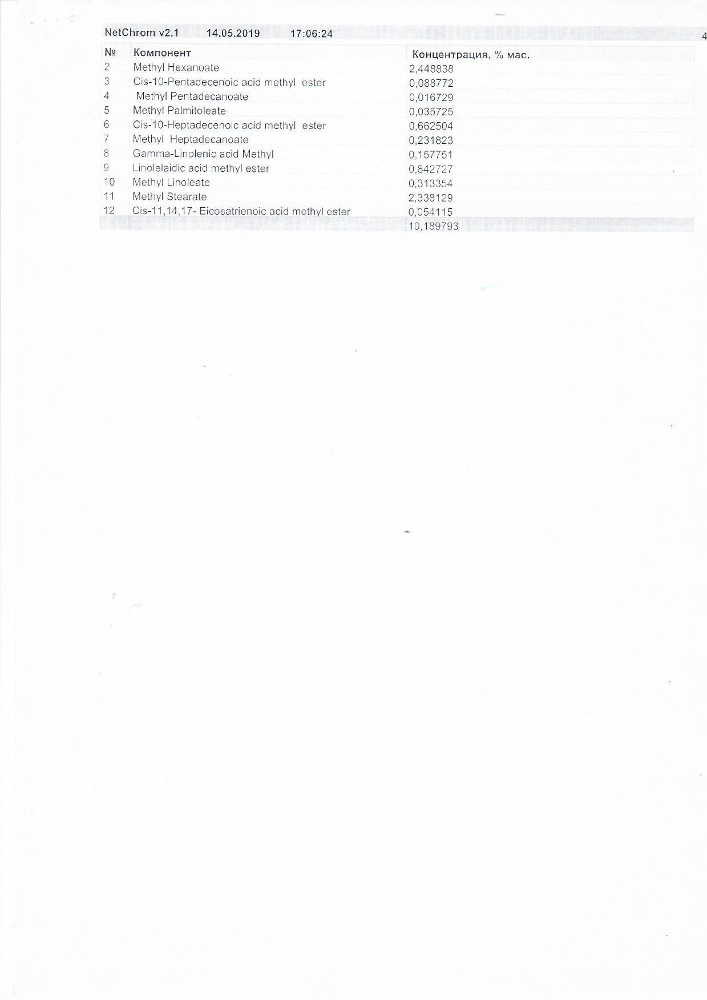 NetChrom v2.1 14.05.2019 17:06:24
4
№ Компонент Концентрация, % мас.
2 Methyl Hexanoate 2,448838
3 Cis-10-Pentadecenoic acid methyl ester 0,088772
4 Methyl Pentadecanoate 0,016729
5 Methyl Palmitoleate 0,035725
6 Cis-10-Heptadecenoic acid methyl ester 0,662504
7 Methyl Heptadecanoate 0,231823
8 Gamma-Linolenic acid Methyl 0,157751
9 Linolelaidic acid methyl ester 0,842727
10 Methyl Linoleate 0,313354
11 Methyl Stearate 2,338129
12 Cis-11,14,17- Eicosatrienoic acid methyl ester 0,054115
10,189793